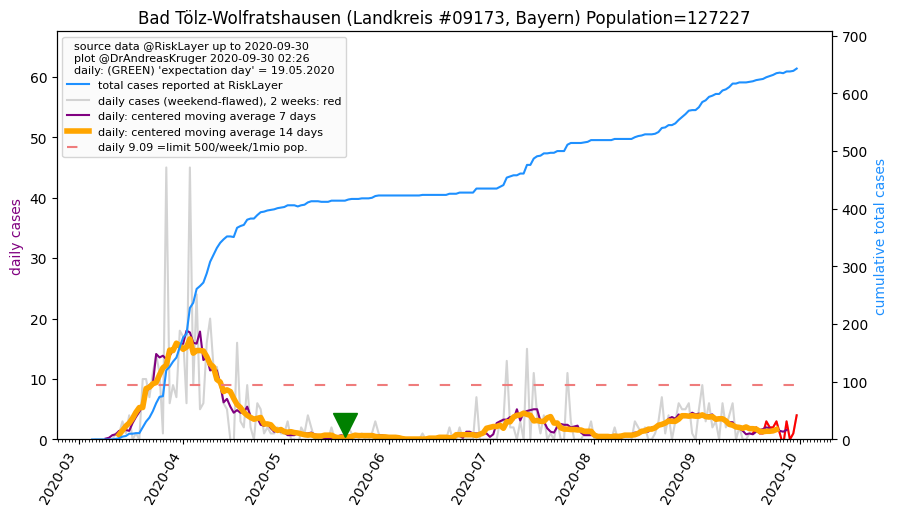 Bad Tölz-Wolfratshausen (Landkreis #09173, Bayern) Population=127227
source data @RiskLayer up to 2020-09-30
plot @DrAndreasKruger 2020-09-30 02:26
daily: (GREEN) 'expectation day' = 19.05.2020
total cases reported at RiskLayer
daily cases (weekend-flawed), 2 weeks: red
daily: centered moving average 7 days
daily: centered moving average 14 days
daily 9.09 =limit 500/week/1mio pop.
daily cases
60
50
40
30
20
10
0
700
600
500
400
300
200
100
0
cumulative total cases
2020-03
2020-04
2020-05
2020-06
2020-07
2020-08
2020-09
2020-10